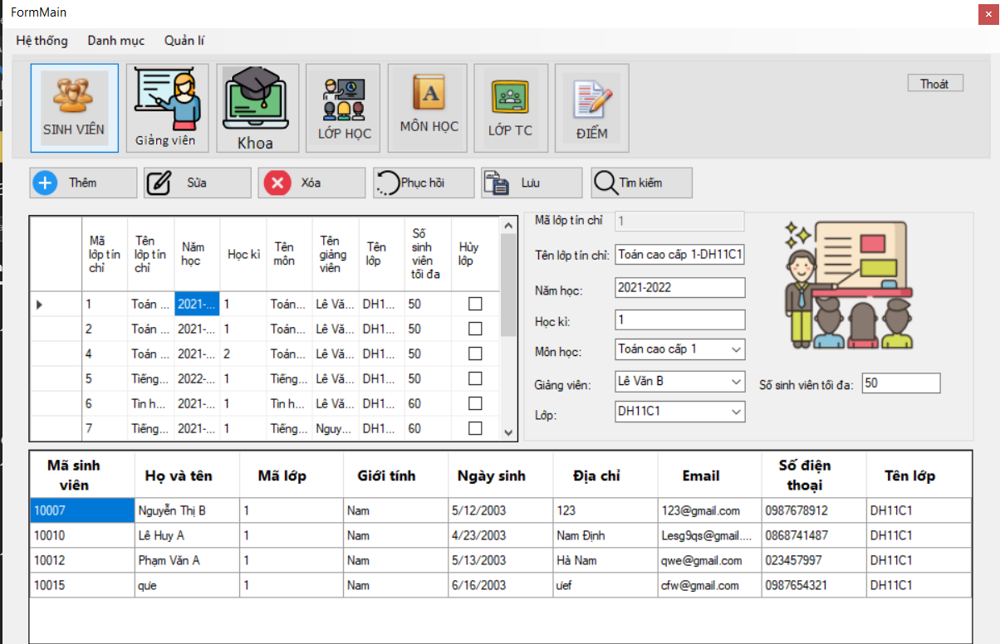 FormMain
Hệ thống Danh mục Quản lí
SINH VIÊN Giảng viên Khoa LỚP HỌC MÔN HỌC LỚP TC ĐIỂM Thoát
Thêm Sửa Xóa Phục hồi Lưu Tìm kiếm
Mã lớp tín chỉ Tên lớp tín chỉ Năm học Học kì Tên môn Tên giảng viên Tên lớp Số sinh viên tối đa Hủy lớp
1 Toán ... 2021-... 1 Toán... Lê Vă... DH1... 50
2 Toán ... 2021-... 1 Toán... Lê Vă... DH1... 50
4 Toán ... 2021-... 2 Toán... Lê Vă... DH1... 50
5 Tiếng... 2022-... 1 Tiếng... Lê Vă... DH1... 50
6 Tin h... 2021-... 1 Tin h... Lê Vă... DH1... 60
7 Tiếng... 2021-... 1 Tiếng... Nguy... DH1... 60
Mã lớp tín chỉ 1
Tên lớp tín chỉ: Toán cao cấp 1-DH11C1
Năm học: 2021-2022
Học kì: 1
Môn học: Toán cao cấp 1
Giảng viên: Lê Văn B Số sinh viên tối đa: 50
Lớp: DH11C1
Mã sinh viên Họ và tên Mã lớp Giới tính Ngày sinh Địa chỉ Email Số điện thoại Tên lớp
10007 Nguyễn Thị B 1 Nam 5/12/2003 123 123@gmail.com 0987678912 DH11C1
10010 Lê Huy A 1 Nam 4/23/2003 Nam Định Lesg9qs@gmail.... 0868741487 DH11C1
10012 Phạm Văn A 1 Nam 5/13/2003 Hà Nam qwe@gmail.com 023457997 DH11C1
10015 qưe 1 Nam 6/16/2003 ưef cfw@gmail.com 0987654321 DH11C1